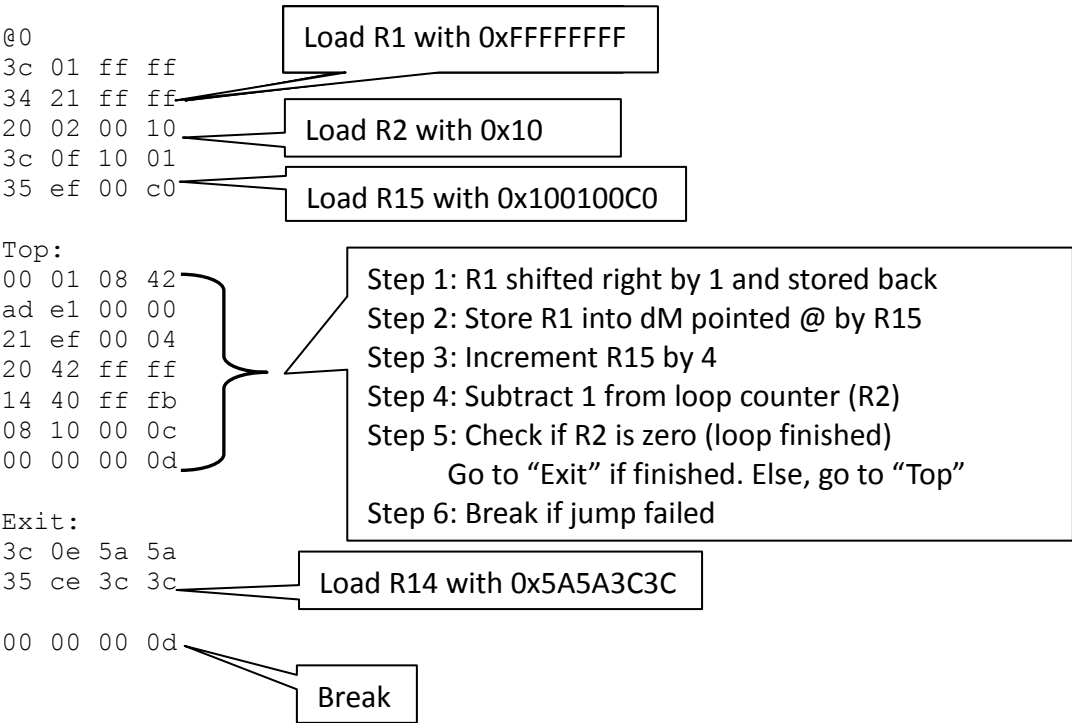 @0
Load R1 with 0xFFFFFFFF
3c 01 ff ff
34 21 ff ff
20 02 00 10
Load R2 with 0x10
3c 0f 10 01
35 ef 00 c0
Load R15 with 0x100100C0
Top:
00 01 08 42
ad e1 00 00
21 ef 00 04
20 42 ff ff
14 40 ff fb
08 10 00 0c
00 00 00 0d
Step 1: R1 shifted right by 1 and stored back
Step 2: Store R1 into dM pointed @ by R15
Step 3: Increment R15 by 4
Step 4: Subtract 1 from loop counter (R2)
Step 5: Check if R2 is zero (loop finished)
Go to “Exit” if finished. Else, go to “Top”
Step 6: Break if jump failed
Exit:
3c 0e 5a 5a
35 ce 3c 3c
Load R14 with 0x5A5A3C3C
00 00 00 0d
Break